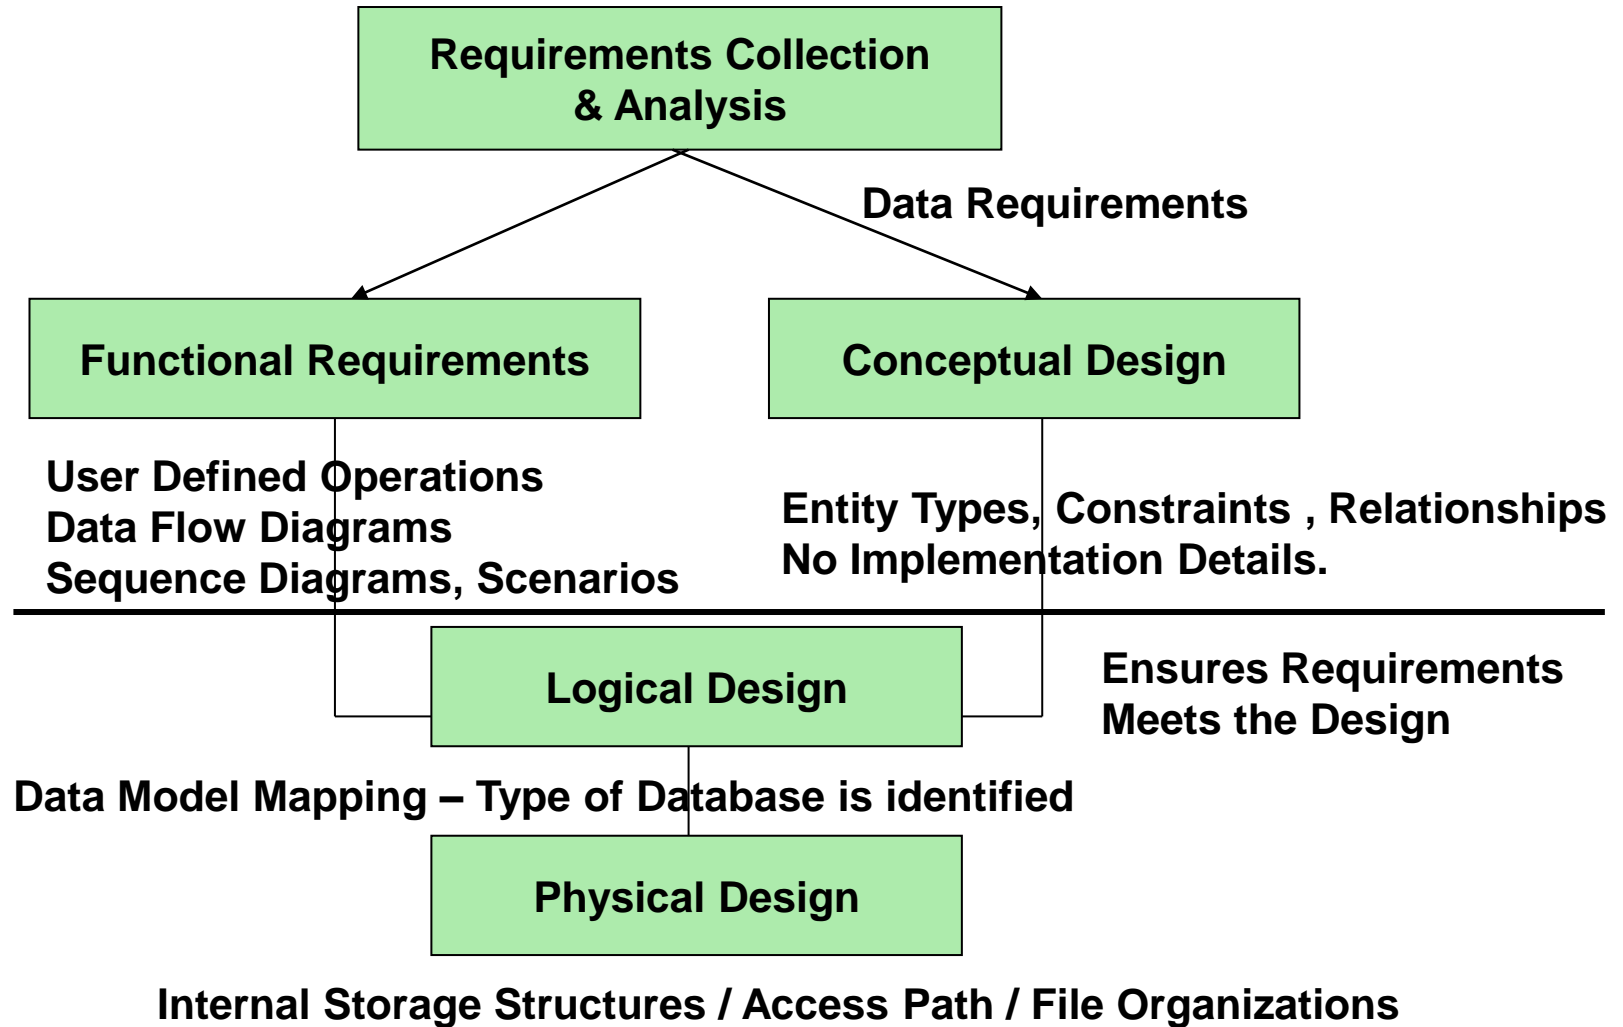 Requirements Collection
& Analysis
Data Requirements
Functional Requirements
Conceptual Design
User Defined Operations
Data Flow Diagrams
Sequence Diagrams, Scenarios
Entity Types, Constraints , Relationships
No Implementation Details.
Logical Design
Ensures Requirements
Meets the Design
Data Model Mapping – Type of Database is identified
Physical Design
Internal Storage Structures / Access Path / File Organizations